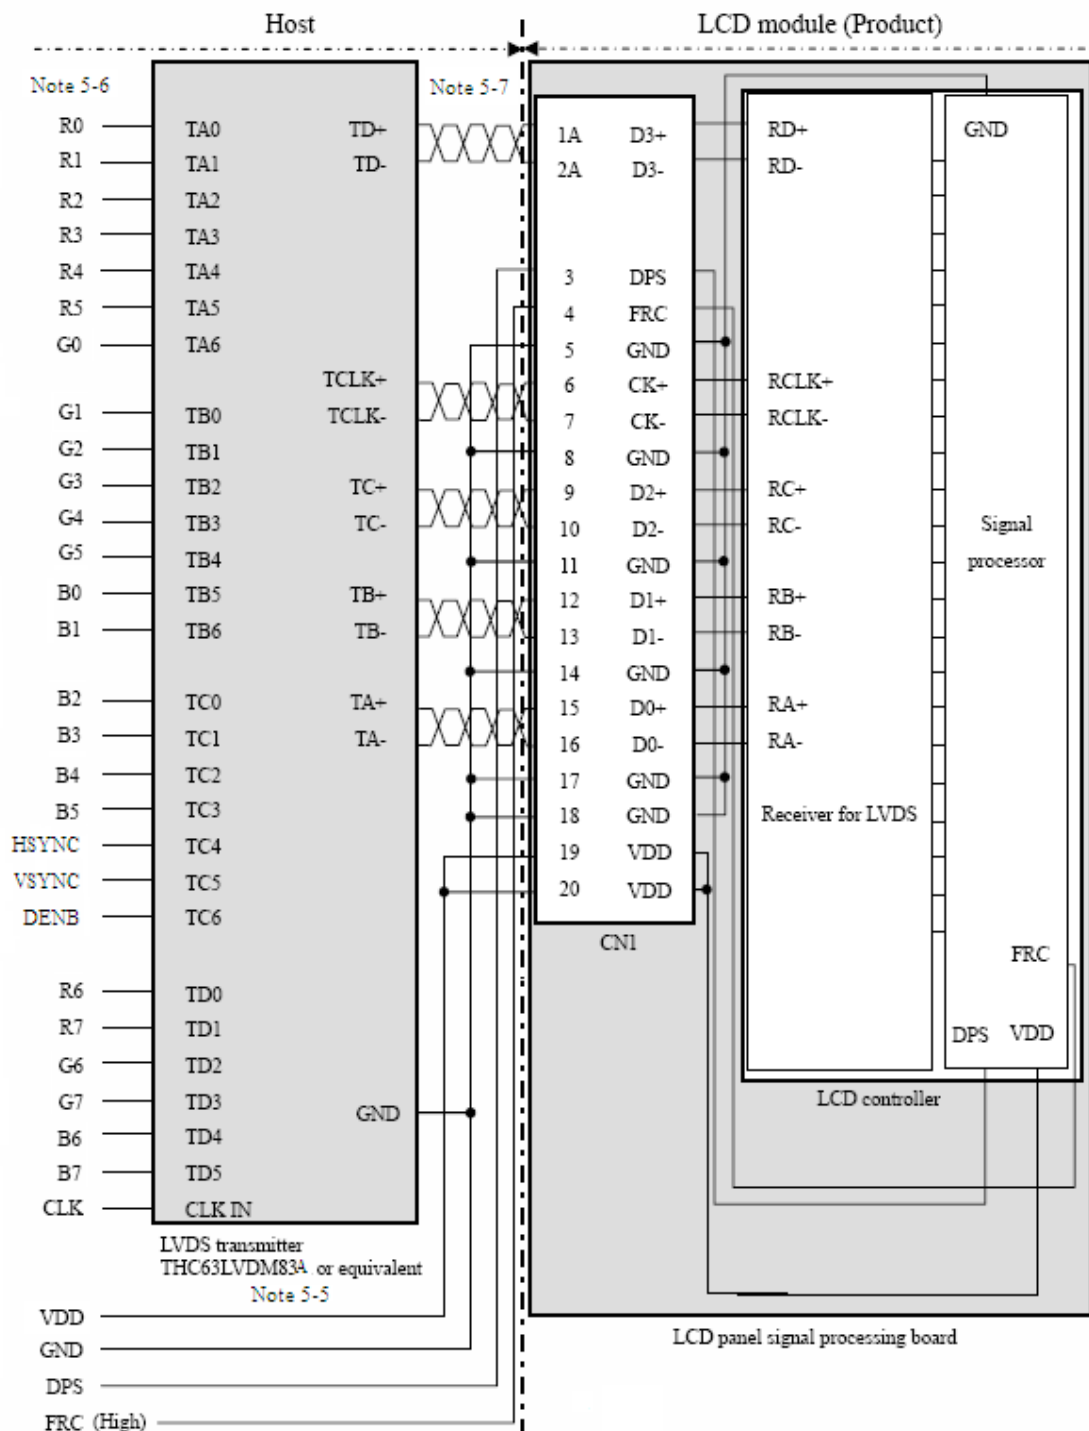 Host LCD module (Product)
Note 5-6 Note 5-7
R0 TA0 TD+ 1A D3+ RD+ GND
R1 TA1 TD- 2A D3- RD-
R2 TA2
R3 TA3
R4 TA4 3 DPS
R5 TA5 4 FRC
G0 TA6 5 GND
TCLK+ 6 CK+ RCLK+
G1 TB0 TCLK- 7 CK- RCLK-
G2 TB1 8 GND
G3 TB2 TC+ 9 D2+ RC+
G4 TB3 TC- 10 D2- RC- Signal
G5 TB4 11 GND processor
B0 TB5 TB+ 12 D1+ RB+
B1 TB6 TB- 13 D1- RB-
14 GND
B2 TC0 TA+ 15 D0+ RA+
B3 TC1 TA- 16 D0- RA-
B4 TC2 17 GND
B5 TC3 18 GND Receiver for LVDS
HSYNC TC4 19 VDD
VSYNC TC5 20 VDD
DENB TC6
CN1
FRC
R6 TD0
R7 TD1 DPS VDD
G6 TD2
G7 TD3 GND LCD controller
B6 TD4
B7 TD5
CLK CLK IN
LVDS transmitter
THC63LVDM83A or equivalent
Note 5-5
VDD
LCD panel signal processing board
GND
DPS
FRC (High)